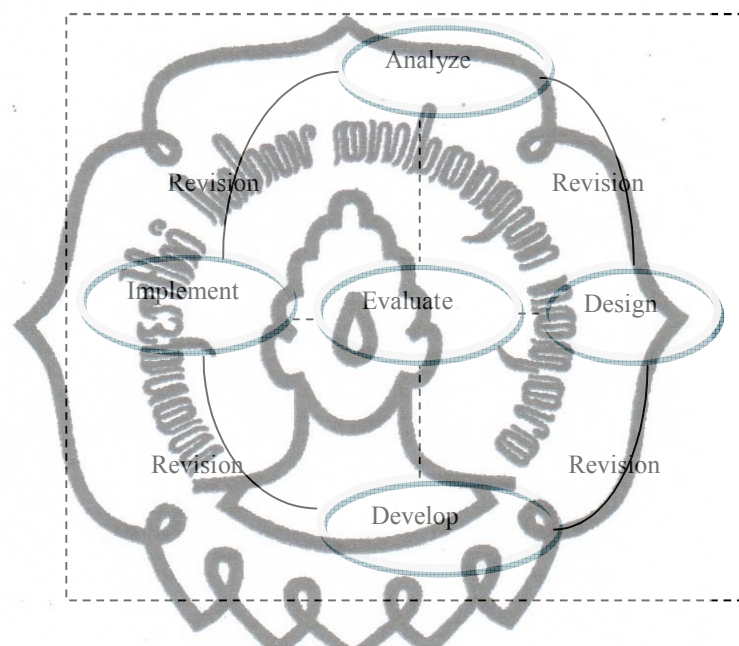 Analyze
Revision
Revision
Implement
Evaluate
Design
Revision
Revision
Develop